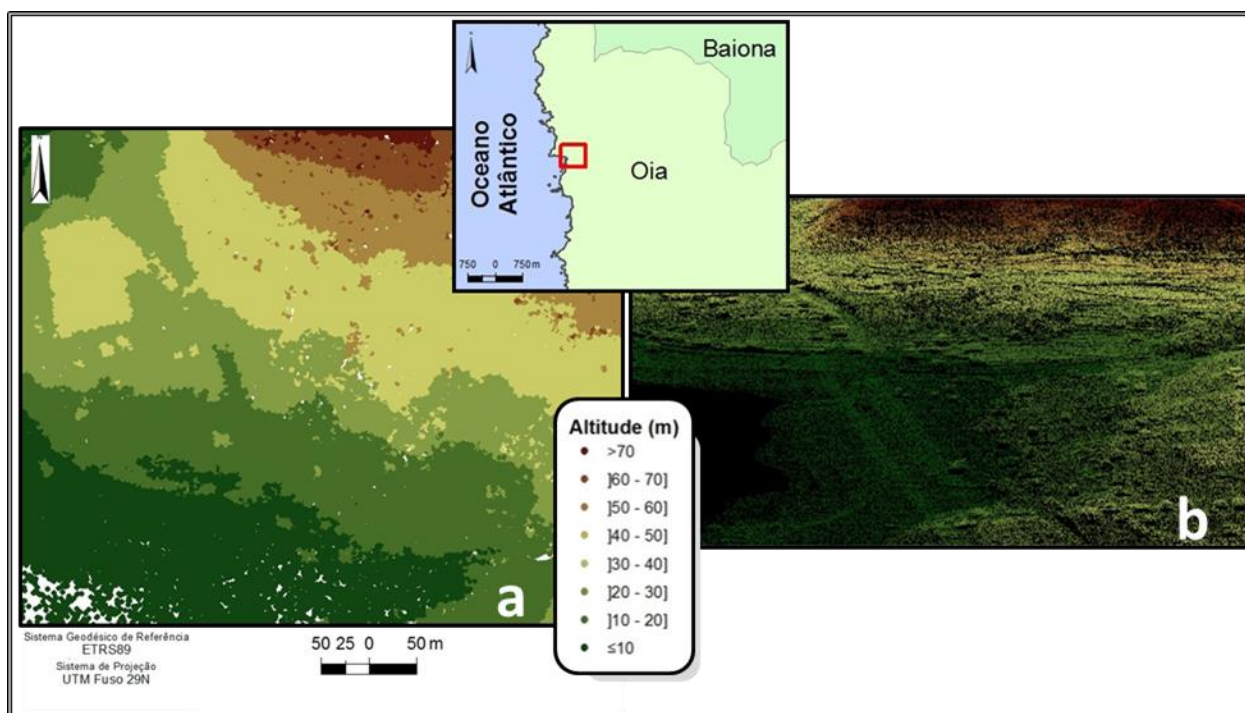 Baiona
Oceano
Atlântico
Oia
750 0 750 m
Altitude (m)
>70
]60 - 70]
]50 - 60]
]40 - 50]
]30 - 40]
]20 - 30]
]10 - 20]
≤10
a
b
Sistema Geodésico de Referência
ETRS89
Sistema de Projeção
UTM Fuso 29N
50 25 0 50 m